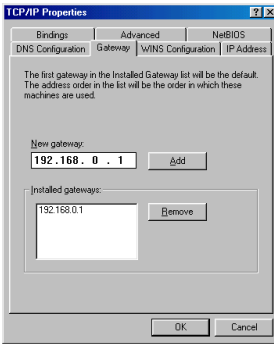 TCP/IP Properties
Bindings Advanced NetBIOS
DNS Configuration Gateway WINS Configuration IP Address
The first gateway in the Installed Gateway list will be the default.
The address order in the list will be the order in which these
machines are used.
New gateway:
192.168. 0 . 1 Add
Installed gateways:
192.168.0.1 Remove
OK Cancel